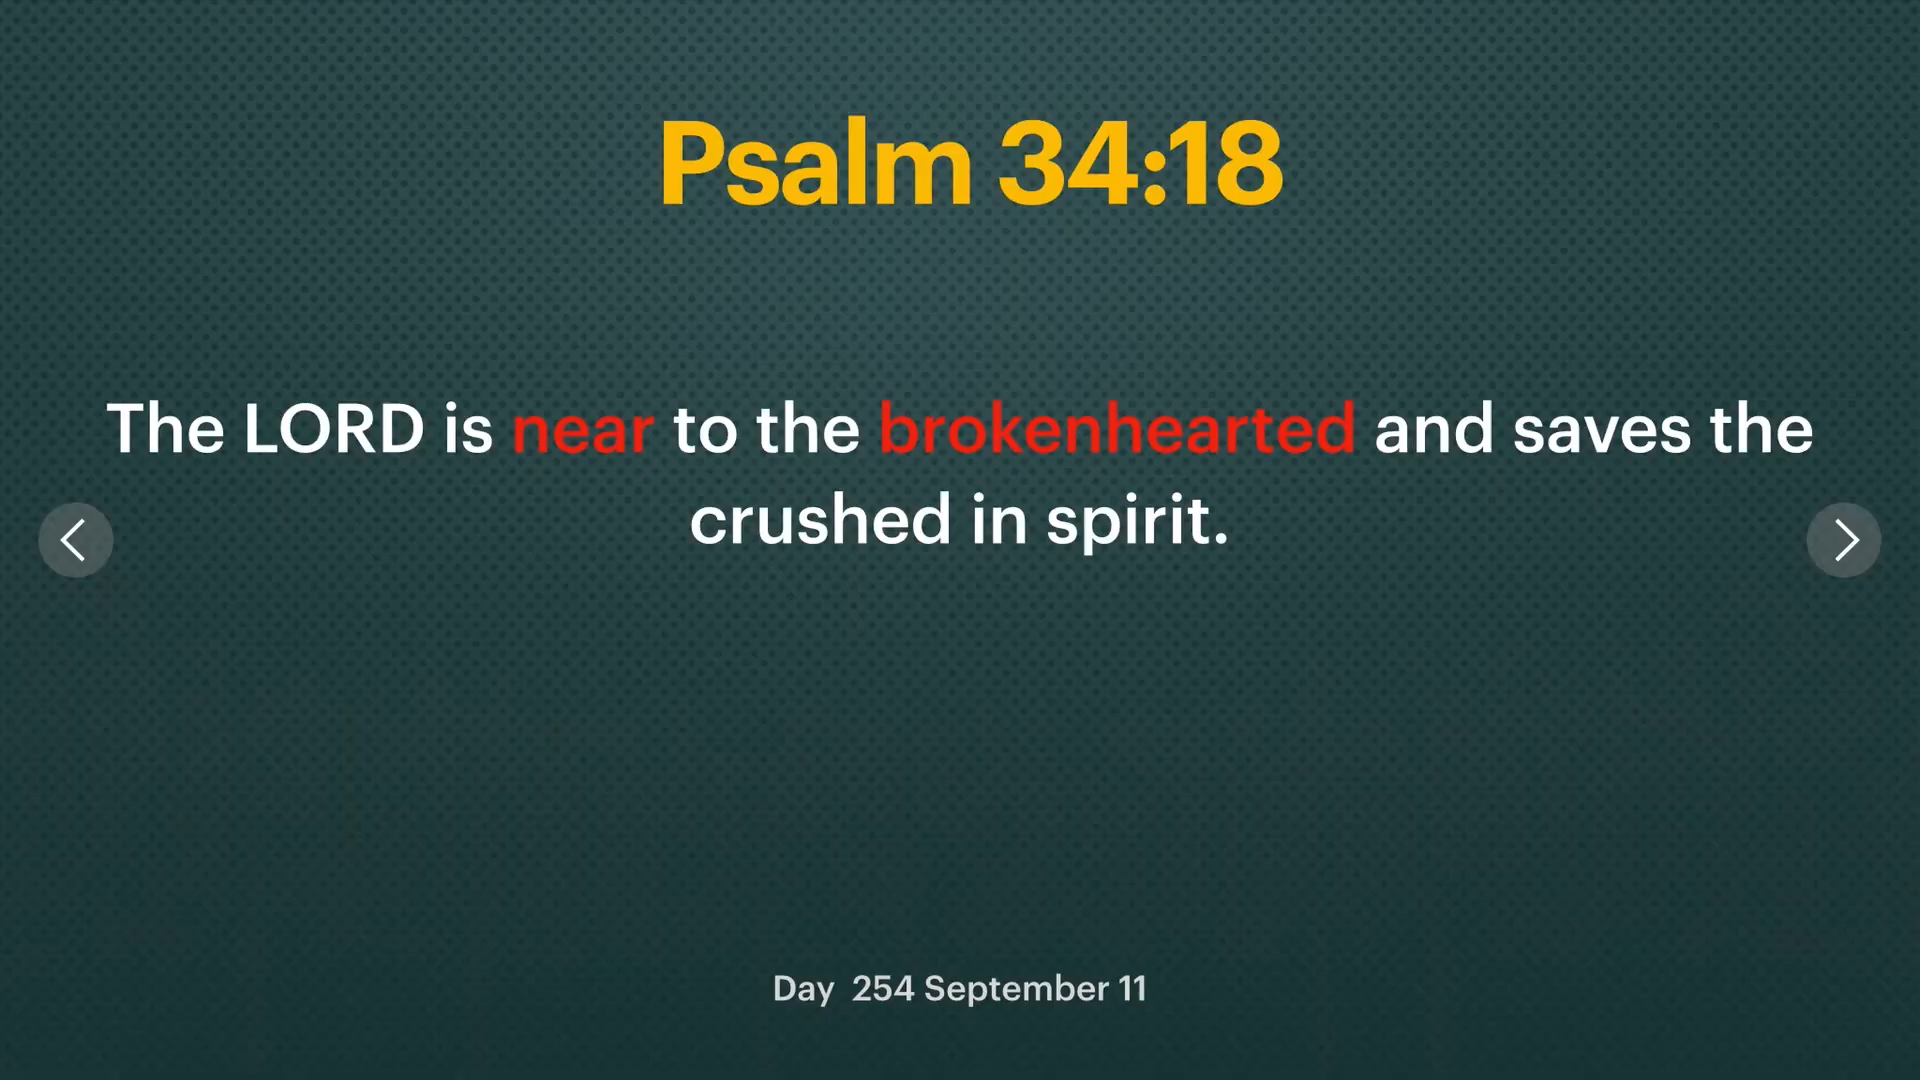 Psalm 34:18
The LORD is near to the brokenhearted and saves the
crushed in spirit.
Day 254 September 11